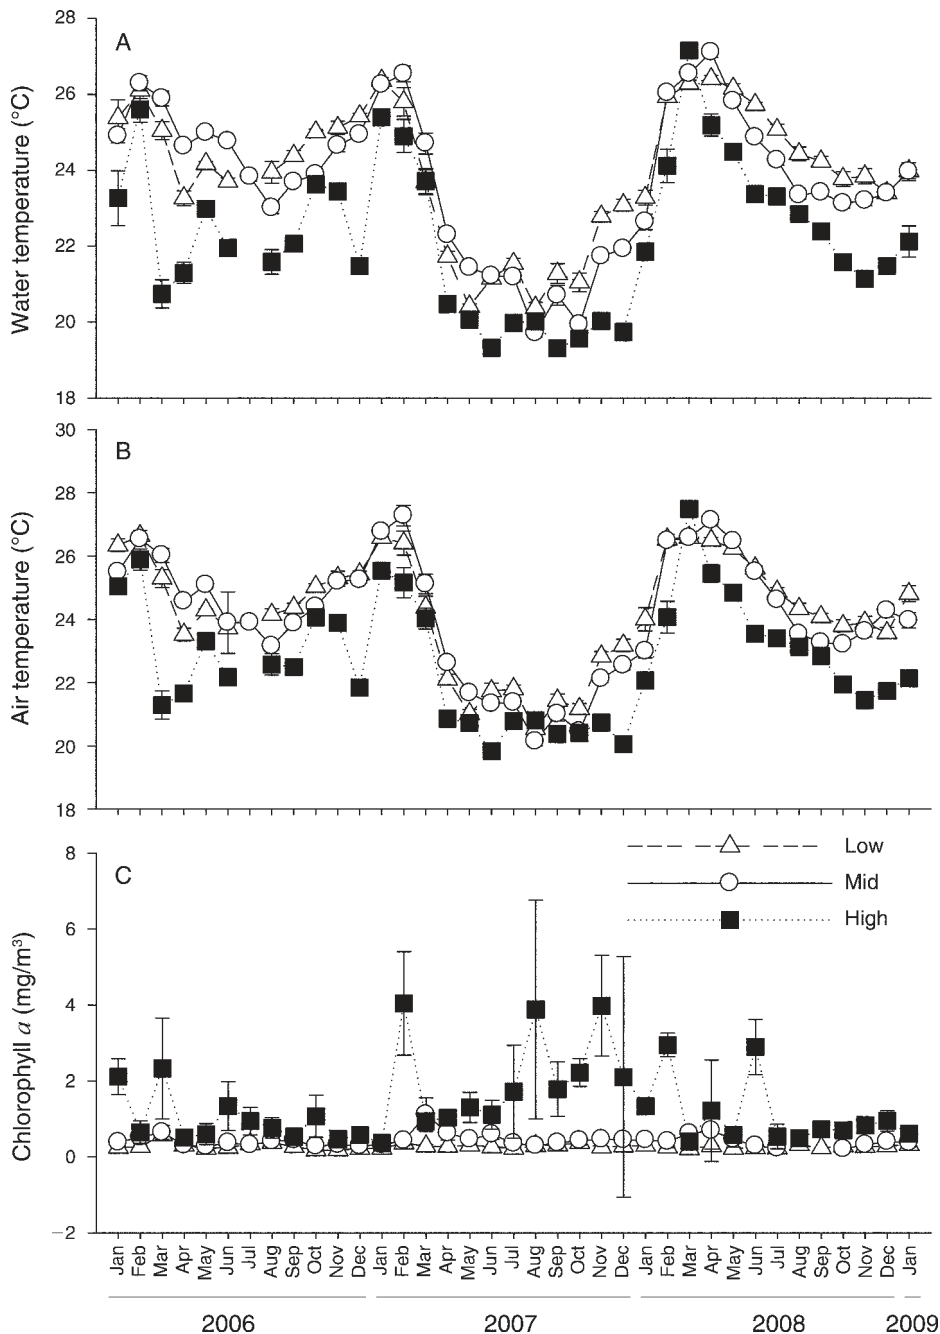 28
26
24
22
20
18
Water temperature (°C)
A
30
28
26
24
22
20
18
Air temperature (°C)
B
8
6
4
2
0
−2
Chlorophyll a (mg/m³)
C
Low
Mid
High
Jan Feb Mar Apr May Jun Jul Aug Sep Oct Nov Dec Jan Feb Mar Apr May Jun Jul Aug Sep Oct Nov Dec Jan Feb Mar Apr May Jun Jul Aug Sep Oct Nov Dec Jan
2006 2007 2008 2009